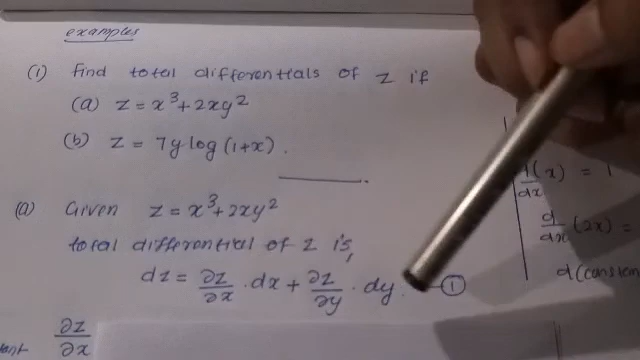 examples
(1) Find total differentials of z if
(a) z = x³ + 2xy²
(b) z = 7y log (1+x).
(a) Given z = x³ + 2xy²
total differential of z is,
dz = ∂z/∂x · dx + ∂z/∂y · dy. — (1)
∂z/∂x
d/dx (x) = 1
d/dx (2x) =